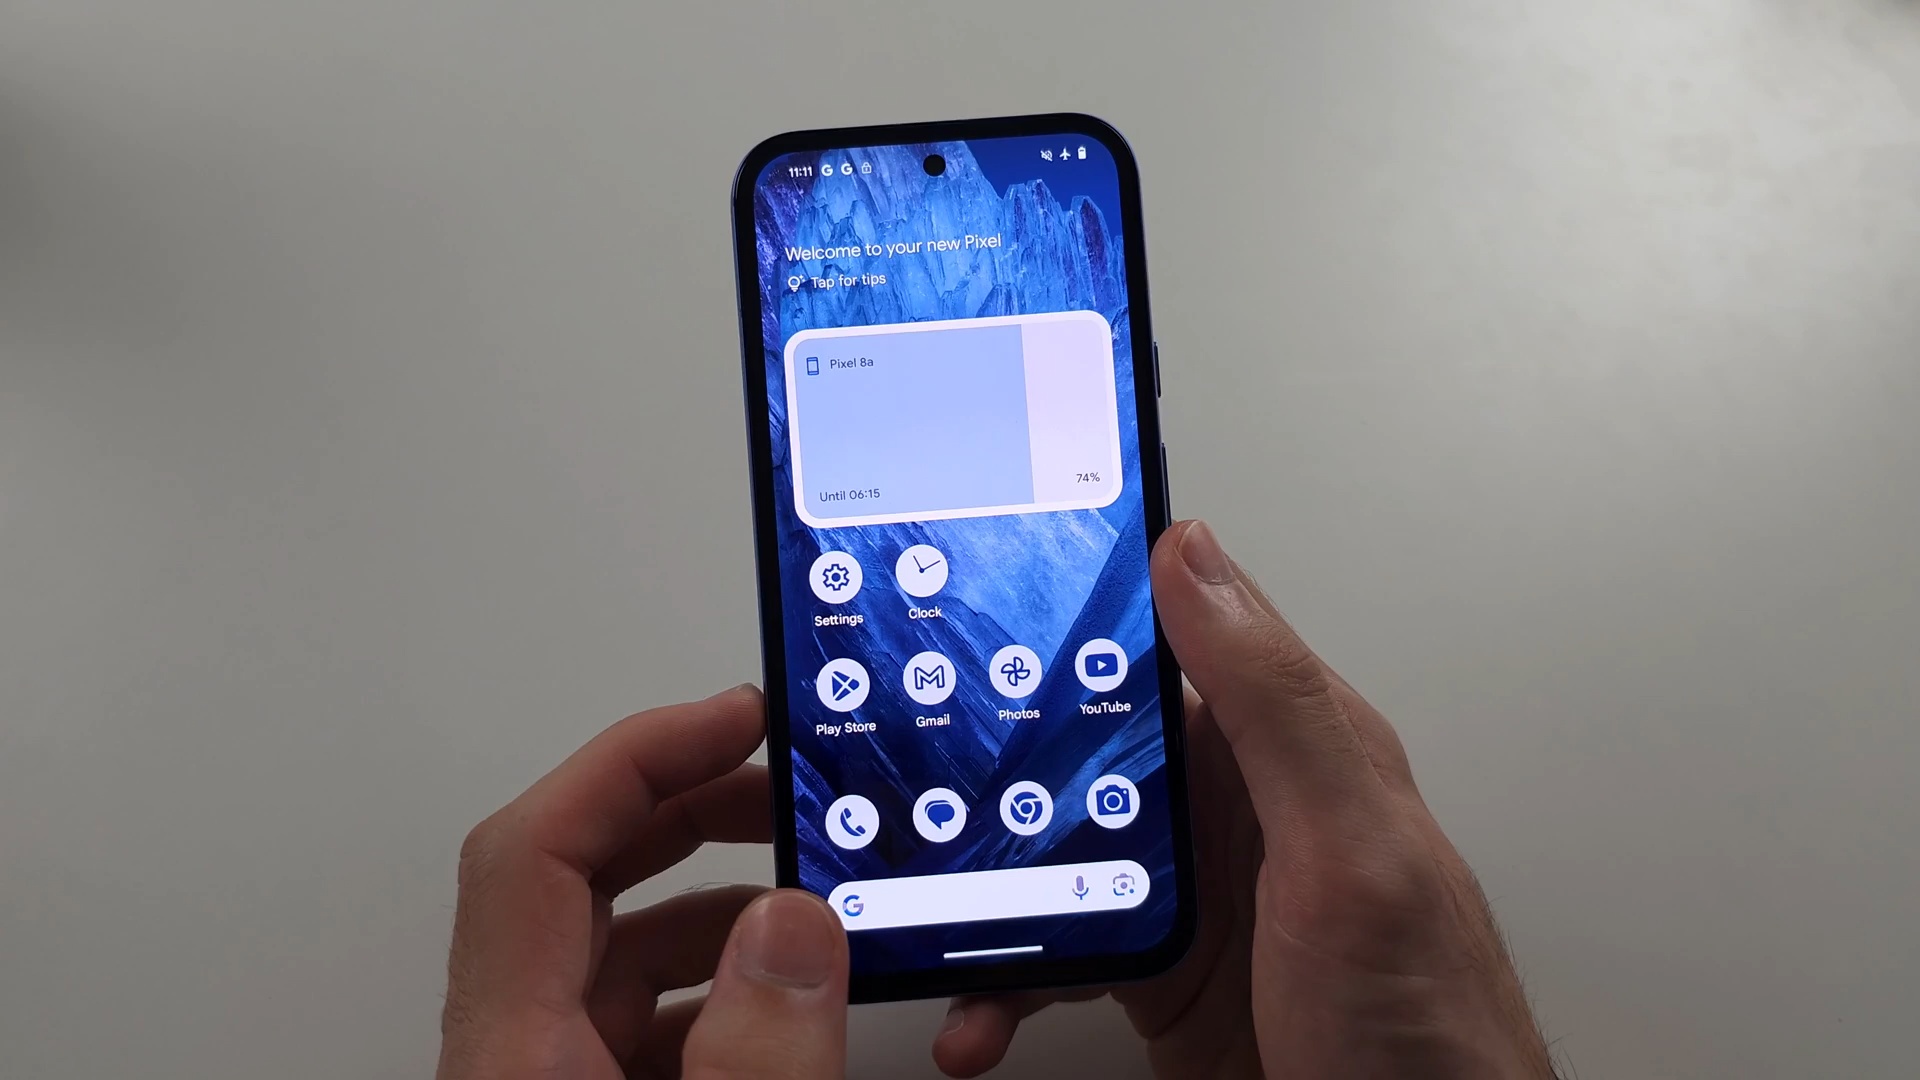 11:11 G G
Welcome to your new Pixel
Tap for tips
Pixel 8a
Until 06:15
74%
Settings
Clock
Play Store
Gmail
Photos
YouTube
G